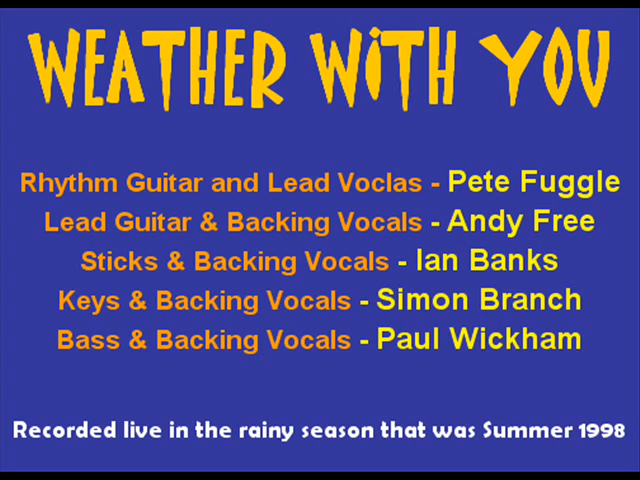 WEATHER WiTH YOU
Rhythm Guitar and Lead Voclas - Pete Fuggle
Lead Guitar & Backing Vocals - Andy Free
Sticks & Backing Vocals - Ian Banks
Keys & Backing Vocals - Simon Branch
Bass & Backing Vocals - Paul Wickham
Recorded live in the rainy season that was Summer 1998